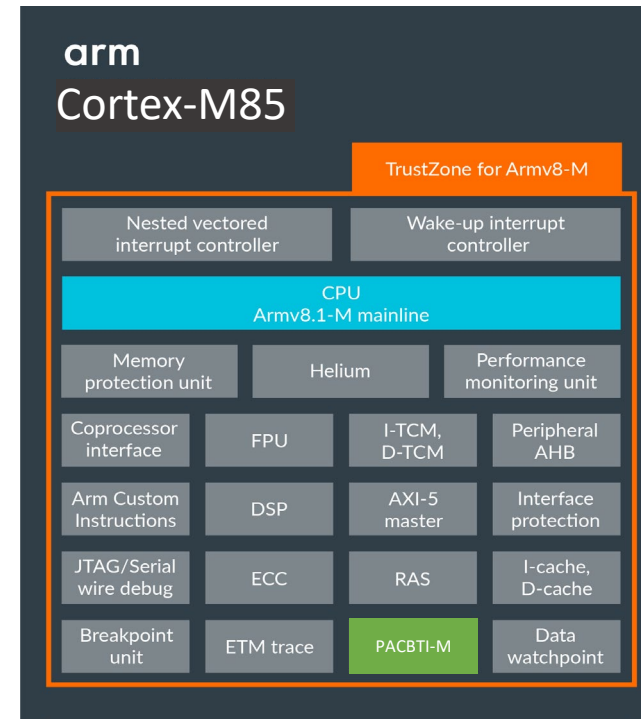 arm
Cortex-M85
TrustZone for Armv8-M
Nested vectored
interrupt controller
Wake-up interrupt
controller
CPU
Armv8.1-M mainline
Memory
protection unit
Helium
Performance
monitoring unit
Coprocessor
interface
FPU
I-TCM,
D-TCM
Peripheral
AHB
Arm Custom
Instructions
DSP
AXI-5
master
Interface
protection
JTAG/Serial
wire debug
ECC
RAS
I-cache,
D-cache
Breakpoint
unit
ETM trace
PACBTI-M
Data
watchpoint